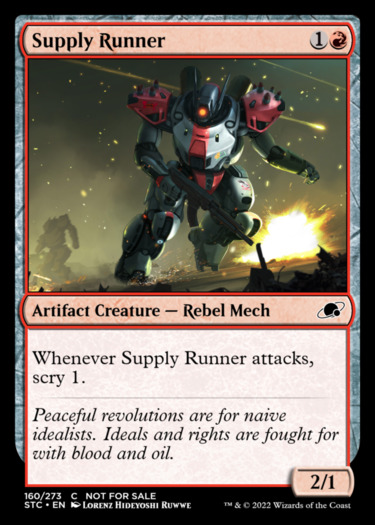 Supply Runner 1
Artifact Creature — Rebel Mech
Whenever Supply Runner attacks,
scry 1.
Peaceful revolutions are for naive
idealists. Ideals and rights are fought for
with blood and oil.
2/1
160/273 C NOT FOR SALE
STC • EN Lorenz Hideyoshi Ruwwe
™ & © 2022 Wizards of the Coast